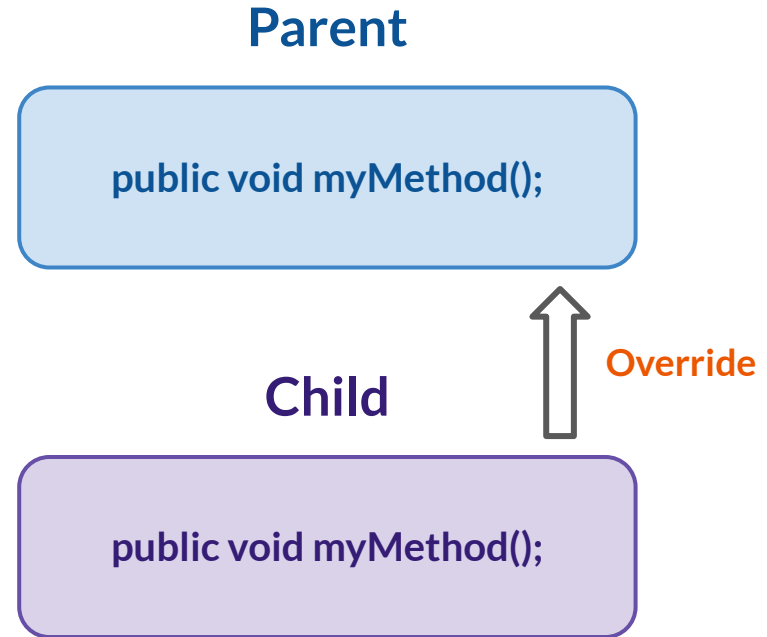 Parent
public void myMethod();
Override
Child
public void myMethod();